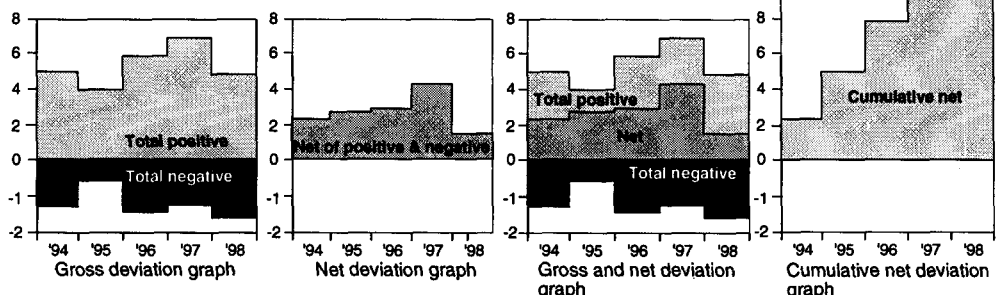 8
6
4
2
0
-1
-2
Total positive
Total negative
'94 '95 '96 '97 '98
Gross deviation graph
8
6
4
2
0
-1
-2
Net of positive & negative
'94 '95 '96 '97 '98
Net deviation graph
8
6
4
2
0
-1
-2
Total positive
Net
Total negative
'94 '95 '96 '97 '98
Gross and net deviation
graph
8
6
4
2
0
-1
-2
Cumulative net
'94 '95 '96 '97 '98
Cumulative net deviation
graph